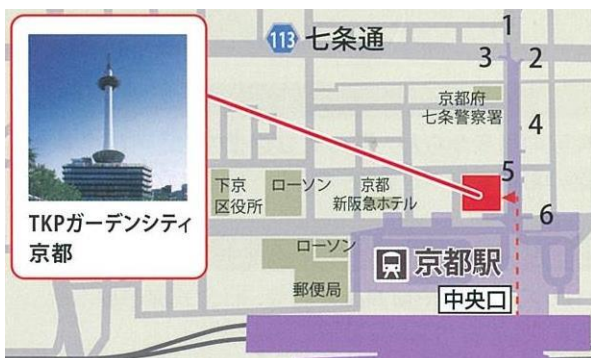 113 七条通
1
3 2
京都府
七条警察署
4
5
下京
区役所
ローソン
京都
新阪急ホテル
6
TKPガーデンシティ
京都
ローソン
京都駅
郵便局
中央口